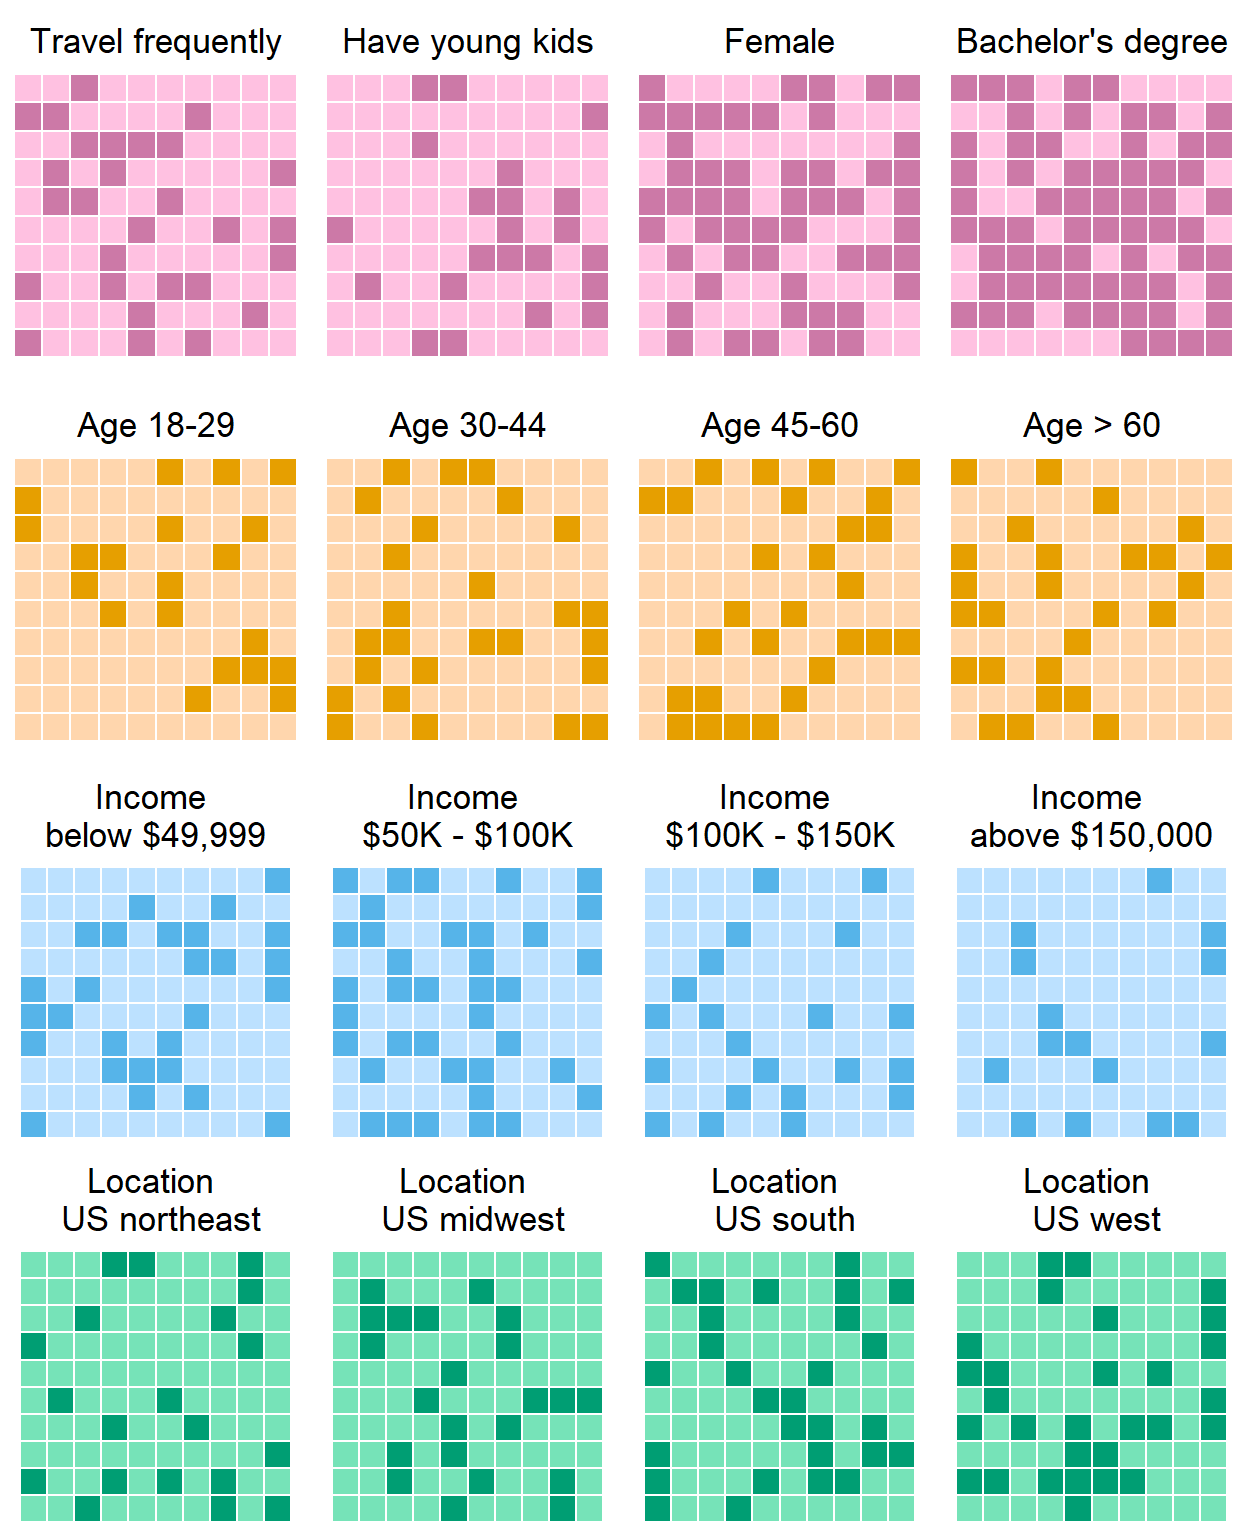 Travel frequently
Have young kids
Female
Bachelor's degree
Age 18-29
Age 30-44
Age 45-60
Age > 60
Income
below $49,999
Income
$50K - $100K
Income
$100K - $150K
Income
above $150,000
Location
US northeast
Location
US midwest
Location
US south
Location
US west